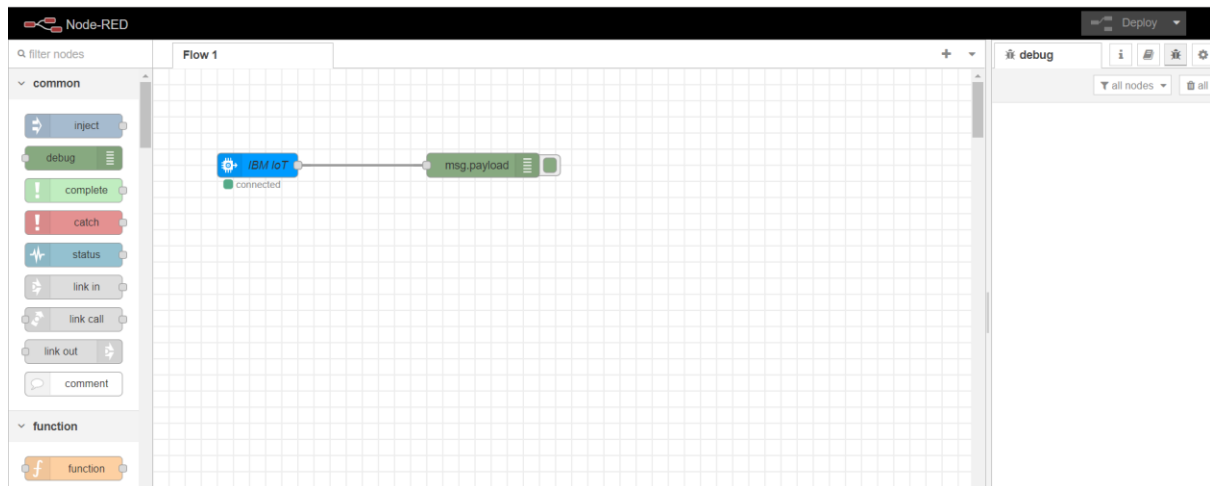 Node-RED
Deploy
filter nodes
Flow 1
debug
i
all nodes
all
common
inject
debug
complete
catch
status
link in
link call
link out
comment
function
function
IBM IoT
connected
msg.payload